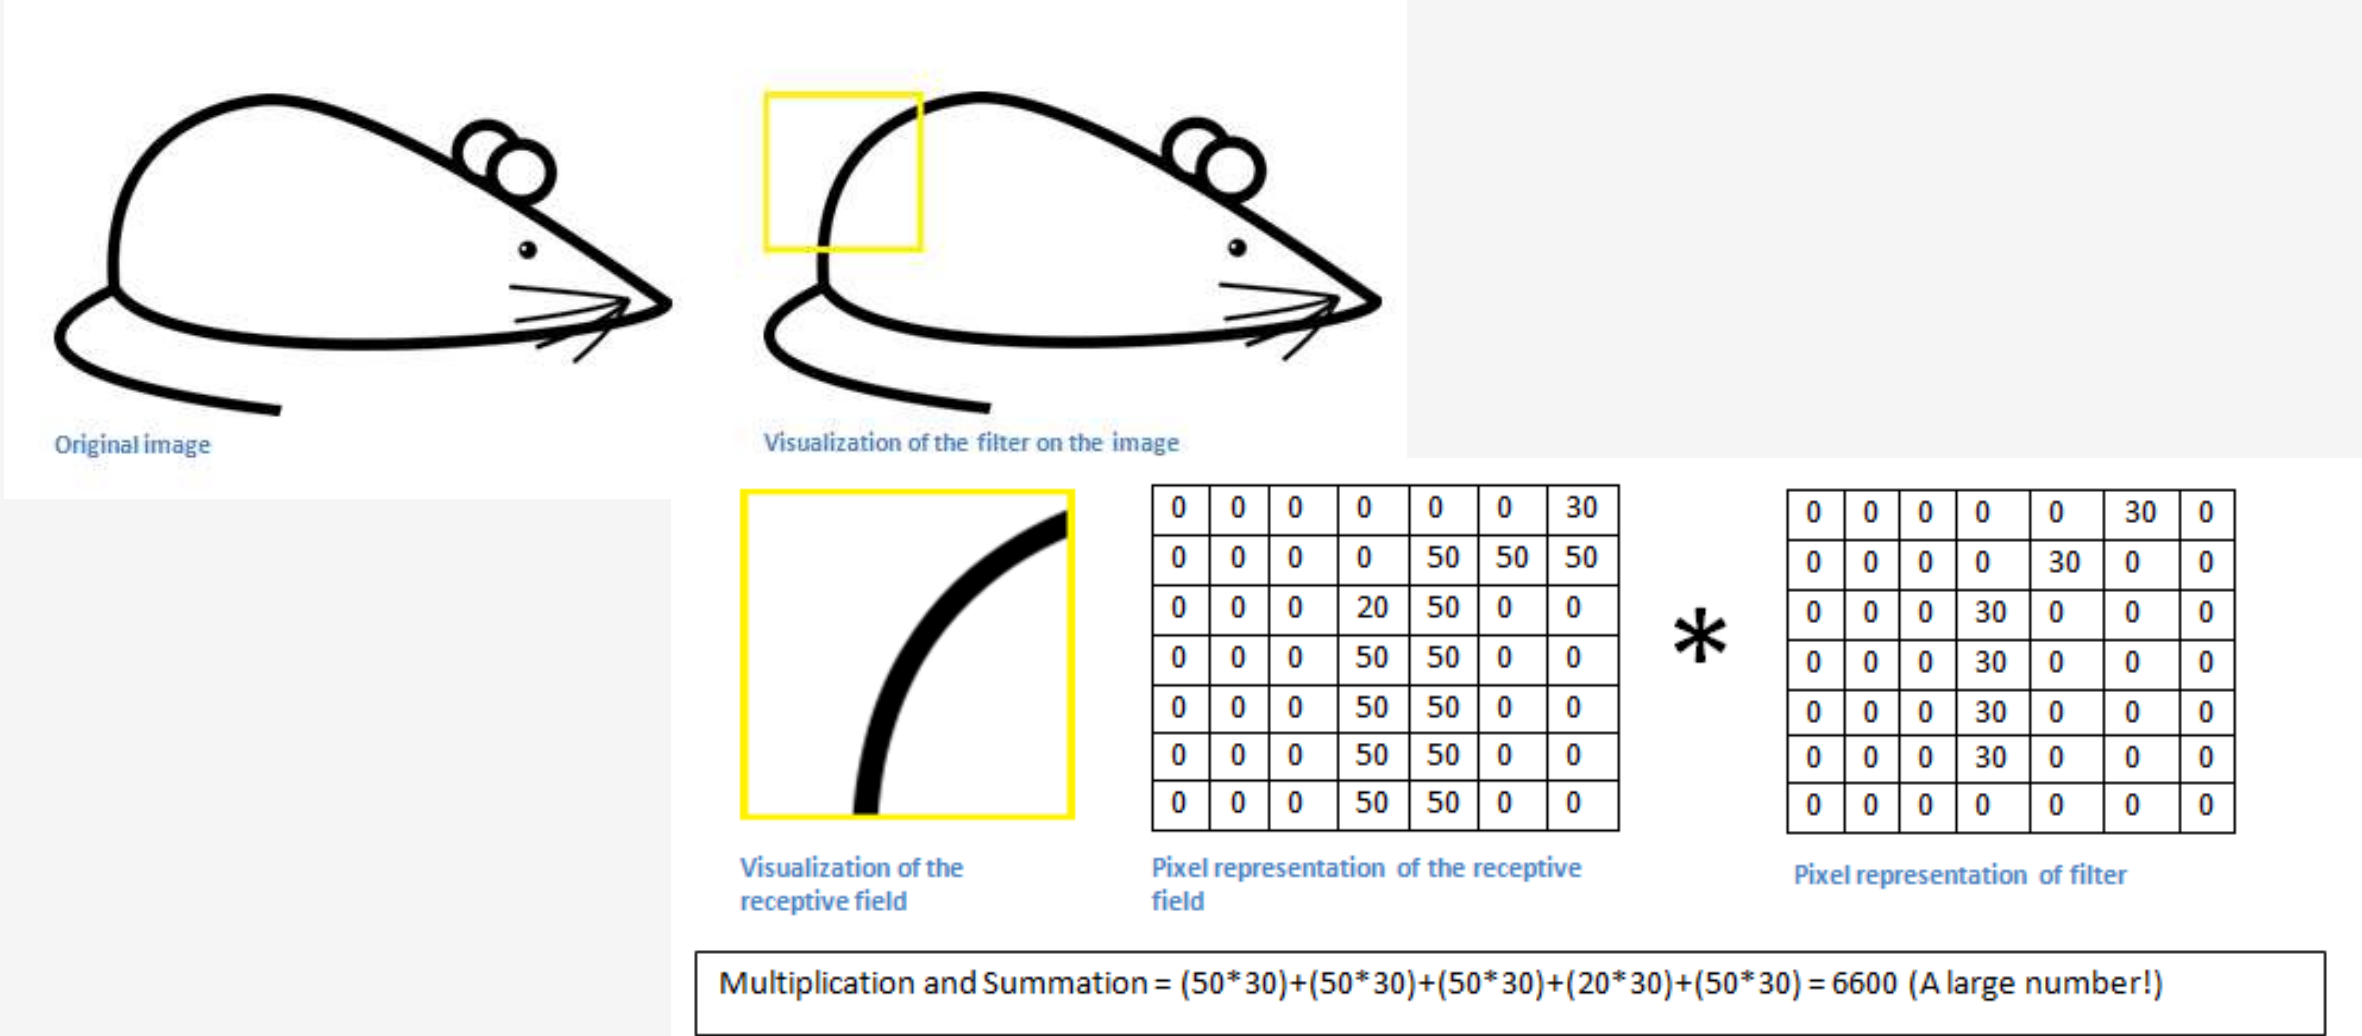 Original image
Visualization of the filter on the image
0 0 0 0 0 0 30
0 0 0 0 50 50 50
0 0 0 20 50 0 0
0 0 0 50 50 0 0
0 0 0 50 50 0 0
0 0 0 50 50 0 0
0 0 0 50 50 0 0
*
0 0 0 0 0 30 0
0 0 0 0 30 0 0
0 0 0 30 0 0 0
0 0 0 30 0 0 0
0 0 0 30 0 0 0
0 0 0 30 0 0 0
0 0 0 0 0 0 0
Visualization of the
receptive field
Pixel representation of the receptive
field
Pixel representation of filter
Multiplication and Summation = (50*30)+(50*30)+(50*30)+(20*30)+(50*30) = 6600 (A large number!)